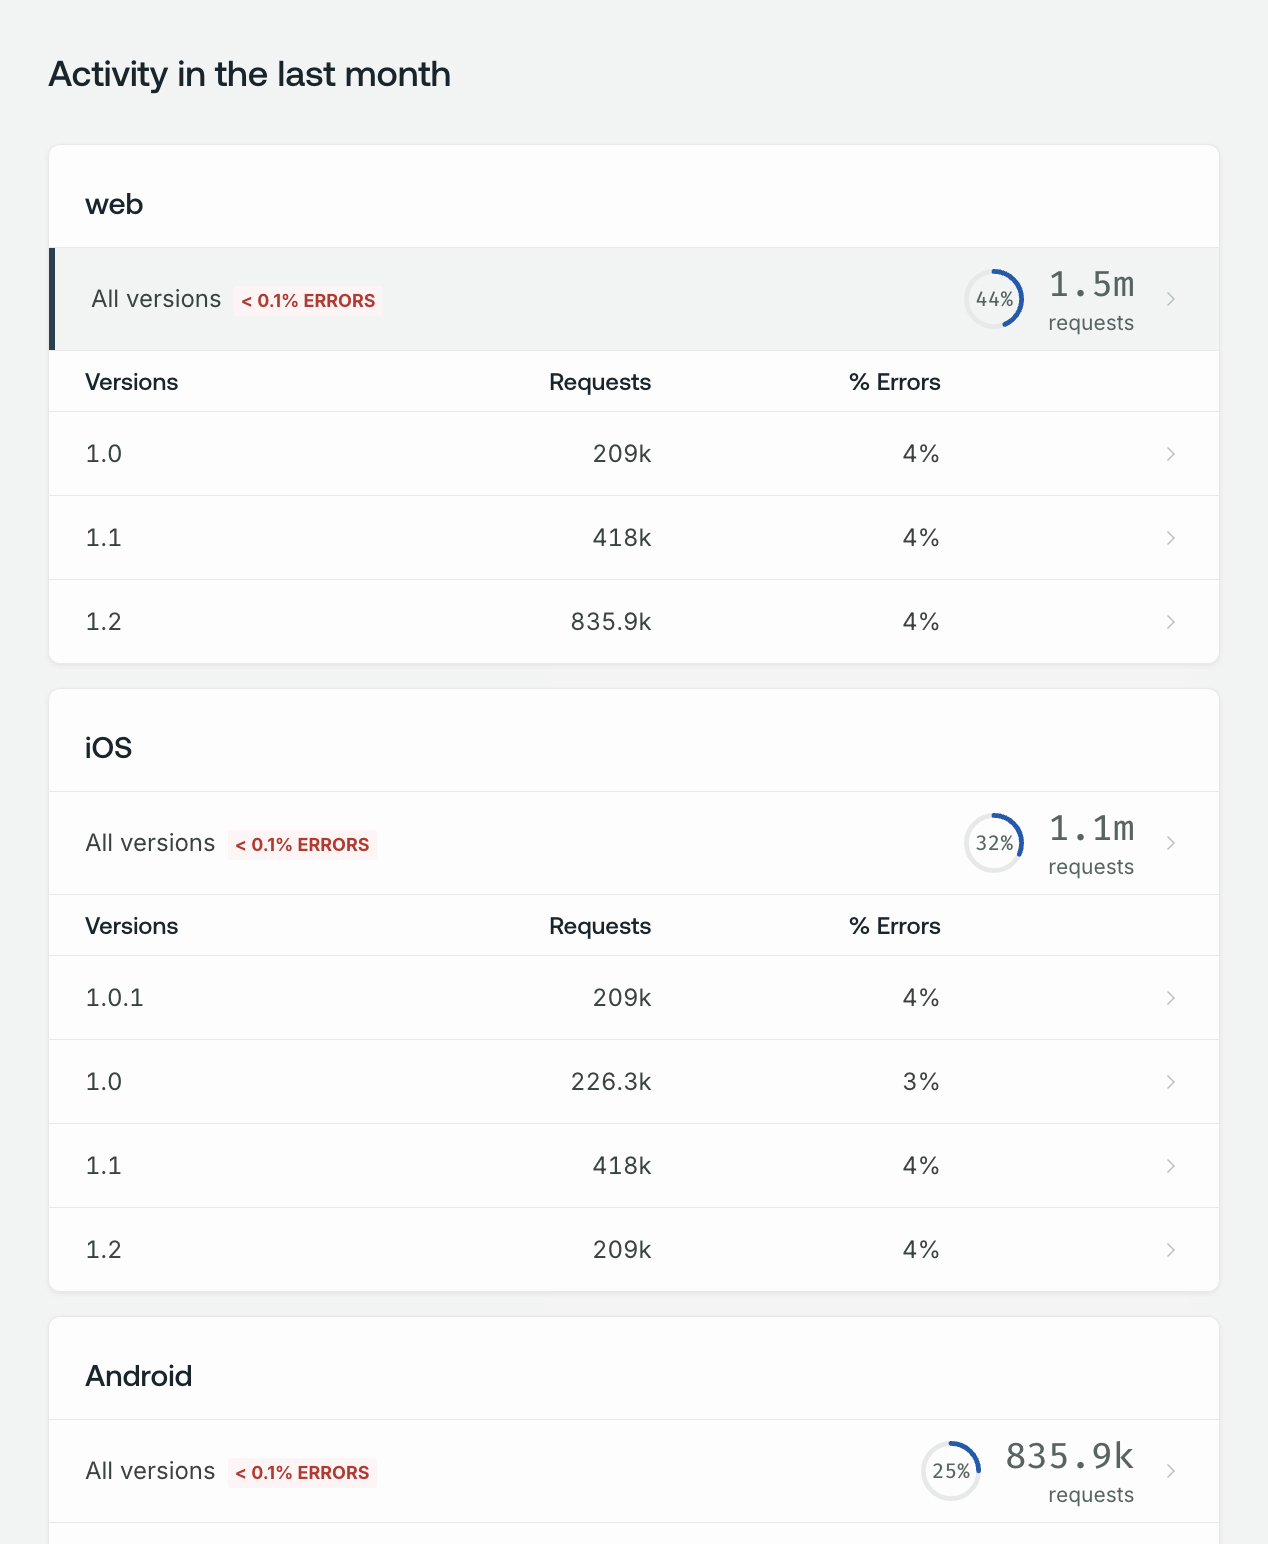 Activity in the last month
web
All versions < 0.1% ERRORS 44% 1.5m requests
Versions Requests % Errors
1.0 209k 4%
1.1 418k 4%
1.2 835.9k 4%
iOS
All versions < 0.1% ERRORS 32% 1.1m requests
Versions Requests % Errors
1.0.1 209k 4%
1.0 226.3k 3%
1.1 418k 4%
1.2 209k 4%
Android
All versions < 0.1% ERRORS 25% 835.9k requests